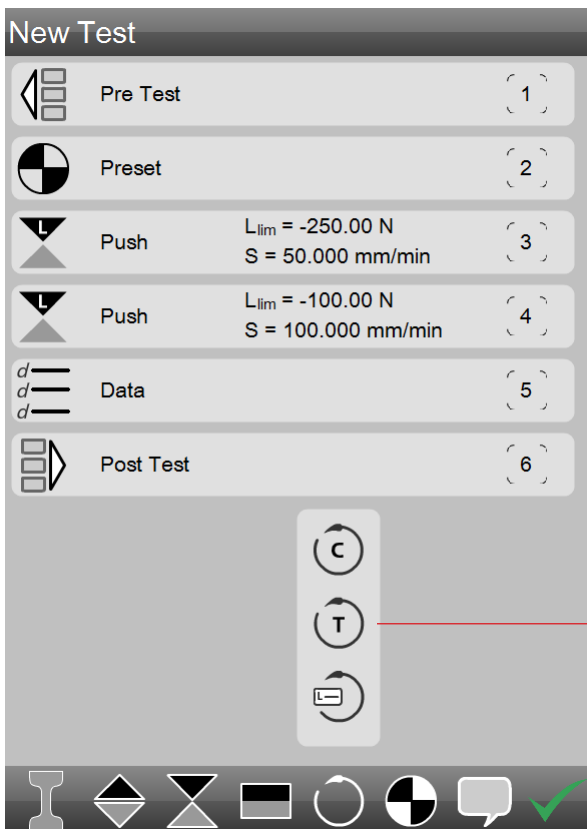 New Test
Pre Test 1
Preset 2
L
Push Llim = -250.00 N 3
S = 50.000 mm/min
L
Push Llim = -100.00 N 4
S = 100.000 mm/min
d
d Data 5
d
Post Test 6
C
T
L